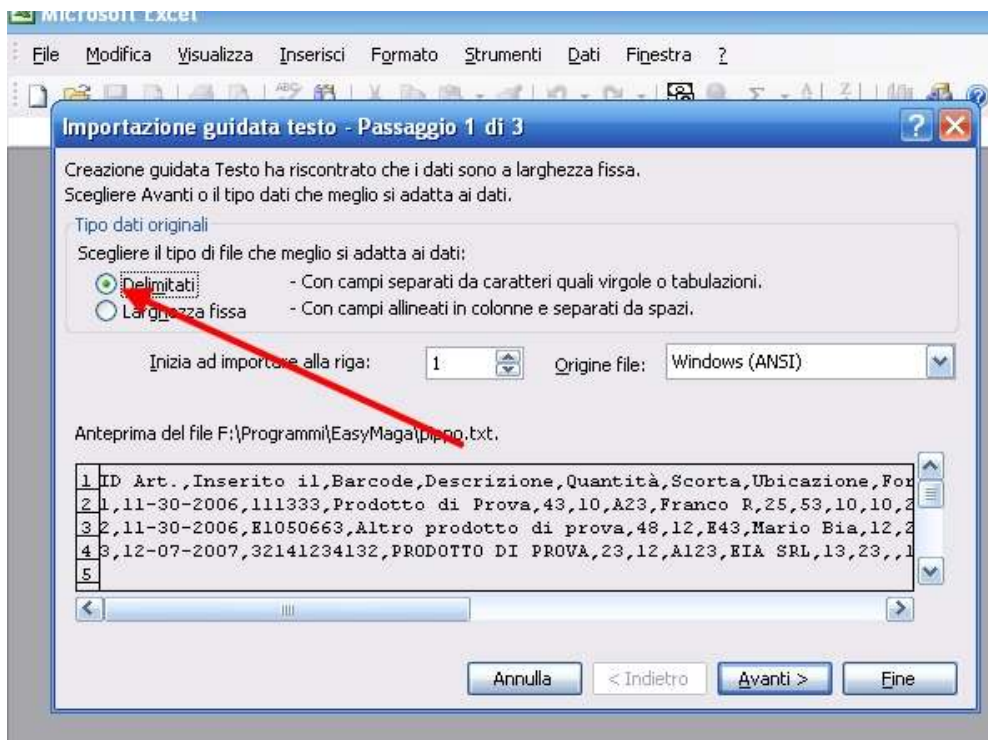 Microsoft Excel
File Modifica Visualizza Inserisci Formato Strumenti Dati Finestra ?
Importazione guidata testo - Passaggio 1 di 3
Creazione guidata Testo ha riscontrato che i dati sono a larghezza fissa.
Scegliere Avanti o il tipo dati che meglio si adatta ai dati.
Tipo dati originali
Scegliere il tipo di file che meglio si adatta ai dati:
Delimitati - Con campi separati da caratteri quali virgole o tabulazioni.
Larghezza fissa - Con campi allineati in colonne e separati da spazi.
Inizia ad importare alla riga: 1 Origine file: Windows (ANSI)
Anteprima del file F:\Programmi\EasyMaga\pippo.txt.
1 ID Art.,Inserito il,Barcode,Descrizione,Quantità,Scorta,Ubicazione,For
2 1,11-30-2006,111333,Prodotto di Prova,43,10,A23,Franco R,25,53,10,10,2
3 2,11-30-2006,E1050663,Altro prodotto di prova,48,12,E43,Mario Bia,12,2
4 3,12-07-2007,32141234132,PRODOTTO DI PROVA,23,12,A123,EIA SRL,13,23,,1
5
Annulla < Indietro Avanti > Fine